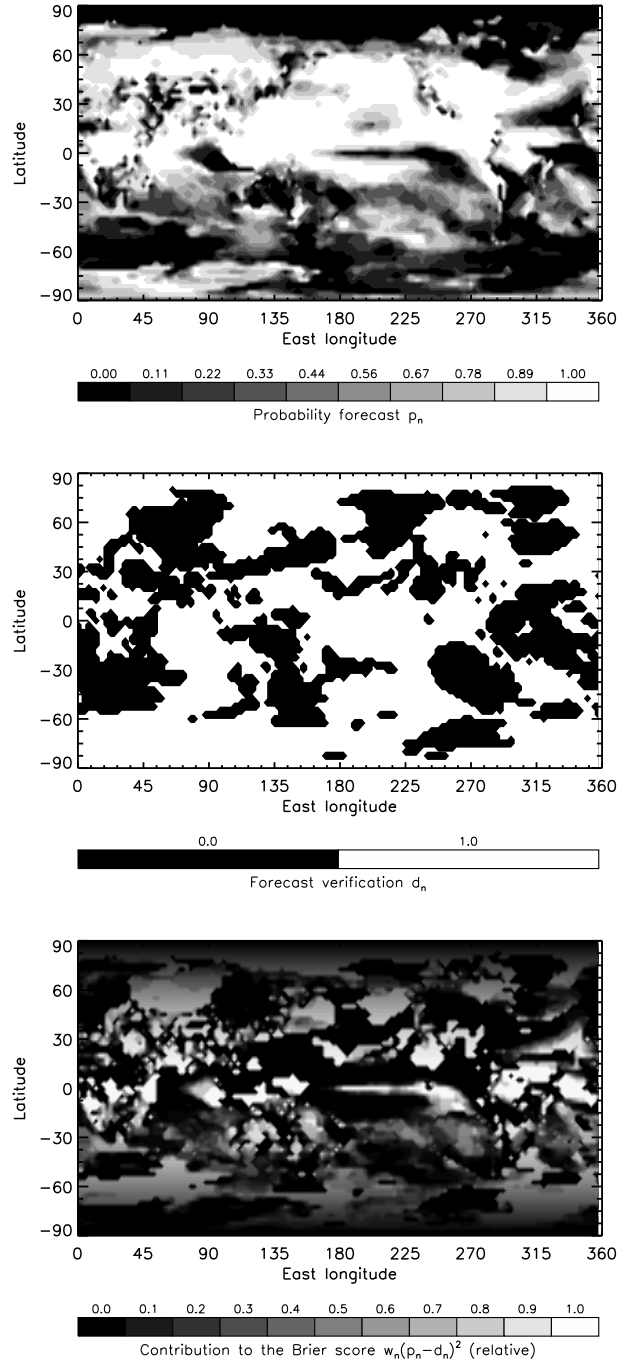 90
60
30
0
−30
−60
−90
Latitude
0 45 90 135 180 225 270 315 360
East longitude
0.00 0.11 0.22 0.33 0.44 0.56 0.67 0.78 0.89 1.00
Probability forecast pₙ
90
60
30
0
−30
−60
−90
Latitude
0 45 90 135 180 225 270 315 360
East longitude
0.0 1.0
Forecast verification dₙ
90
60
30
0
−30
−60
−90
Latitude
0 45 90 135 180 225 270 315 360
East longitude
0.0 0.1 0.2 0.3 0.4 0.5 0.6 0.7 0.8 0.9 1.0
Contribution to the Brier score wₙ(pₙ−dₙ)² (relative)